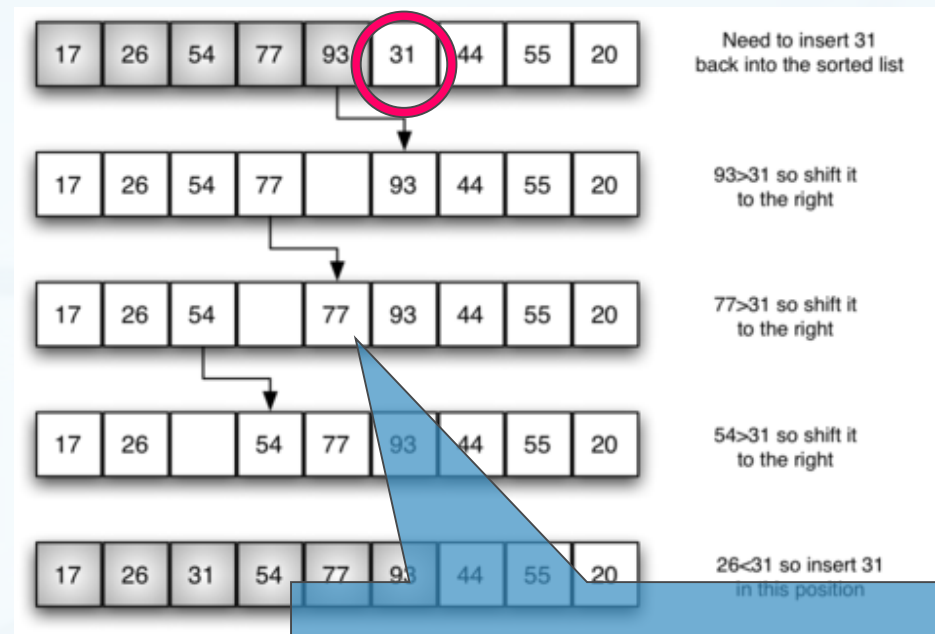 17 26 54 77 93 31 44 55 20
Need to insert 31
back into the sorted list
17 26 54 77 93 44 55 20
93>31 so shift it
to the right
17 26 54 77 93 44 55 20
77>31 so shift it
to the right
17 26 54 77 93 44 55 20
54>31 so shift it
to the right
17 26 31 54 77 93 44 55 20
26<31 so insert 31
in this position